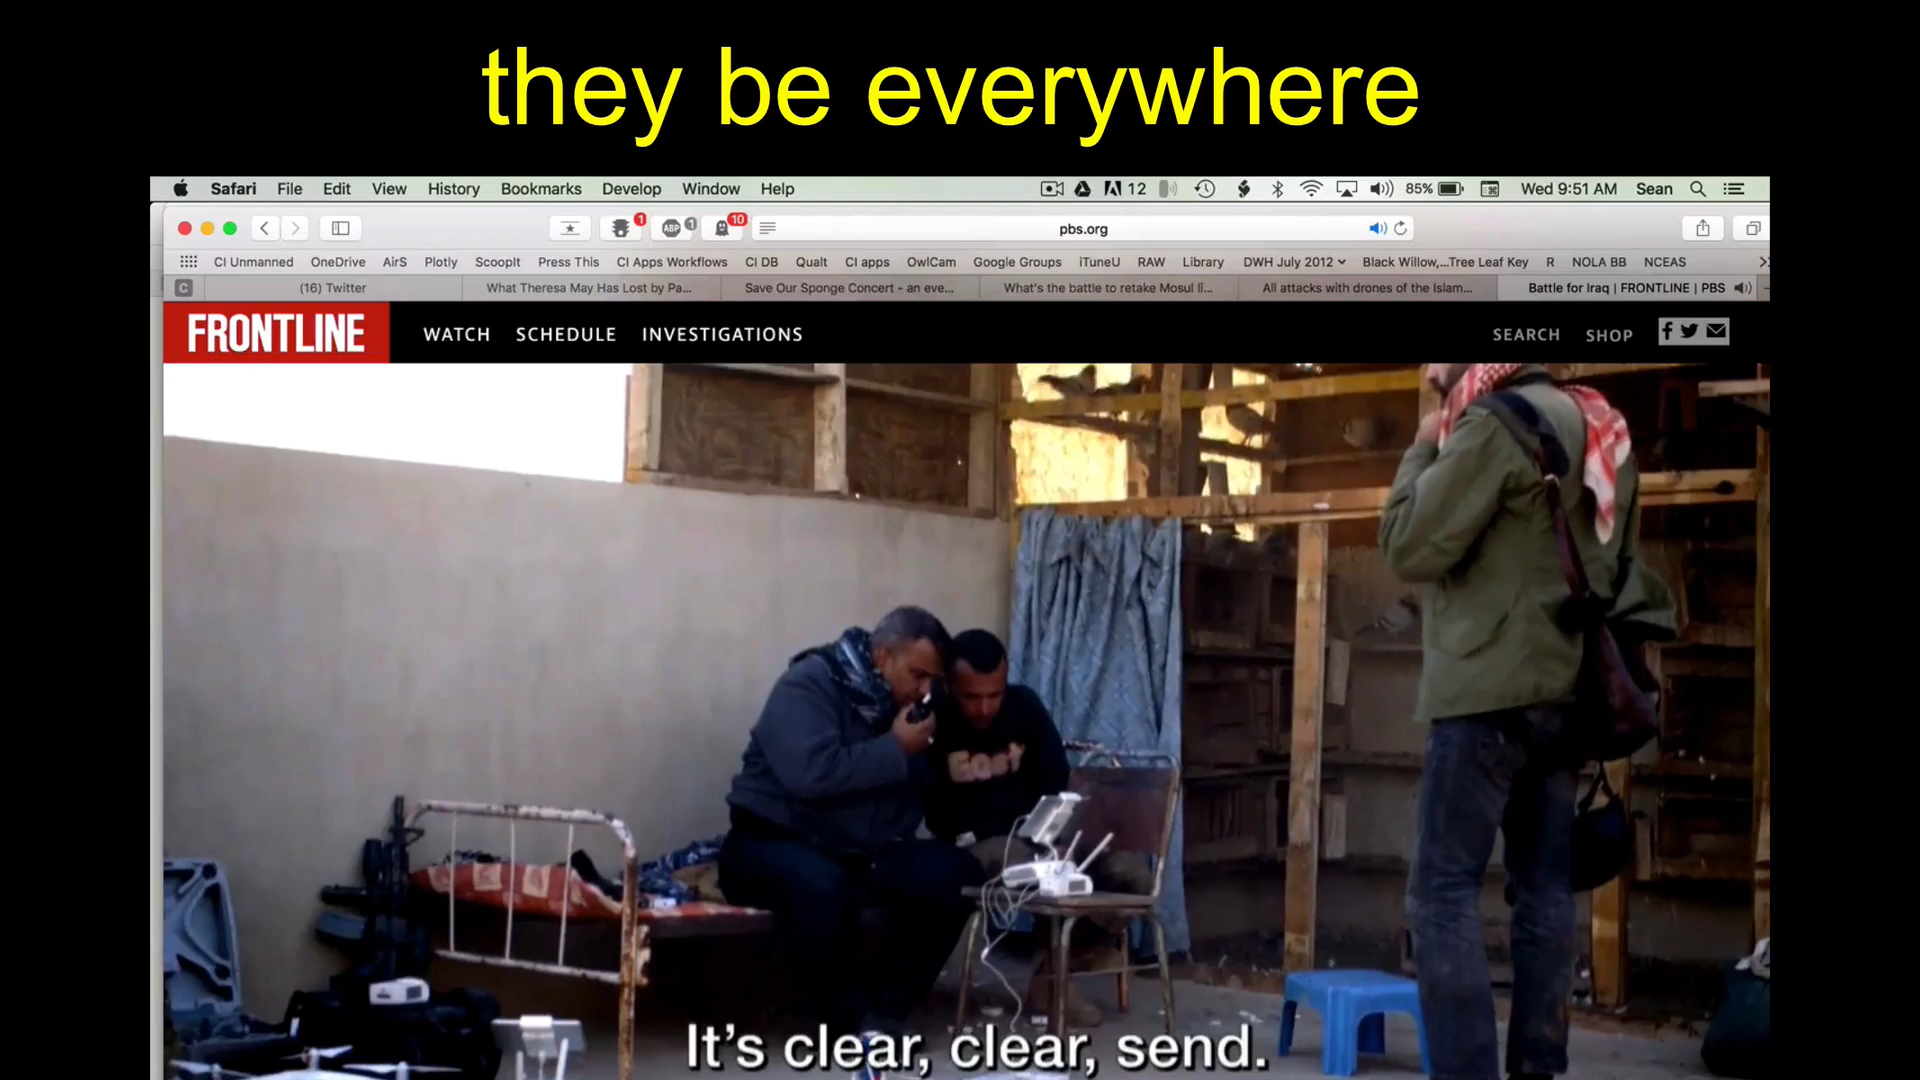 they be everywhere
Safari File Edit View History Bookmarks Develop Window Help 12 85% Wed 9:51 AM Sean
1 ABP 1 10 pbs.org
CI Unmanned OneDrive AirS Plotly ScoopIt Press This CI Apps Workflows CI DB Qualt CI apps OwlCam Google Groups iTuneU RAW Library DWH July 2012 Black Willow,...Tree Leaf Key R NOLA BB NCEAS
C (16) Twitter What Theresa May Has Lost by Pa... Save Our Sponge Concert - an eve... What's the battle to retake Mosul li... All attacks with drones of the Islam... Battle for Iraq | FRONTLINE | PBS
FRONTLINE WATCH SCHEDULE INVESTIGATIONS SEARCH SHOP
It's clear, clear, send.